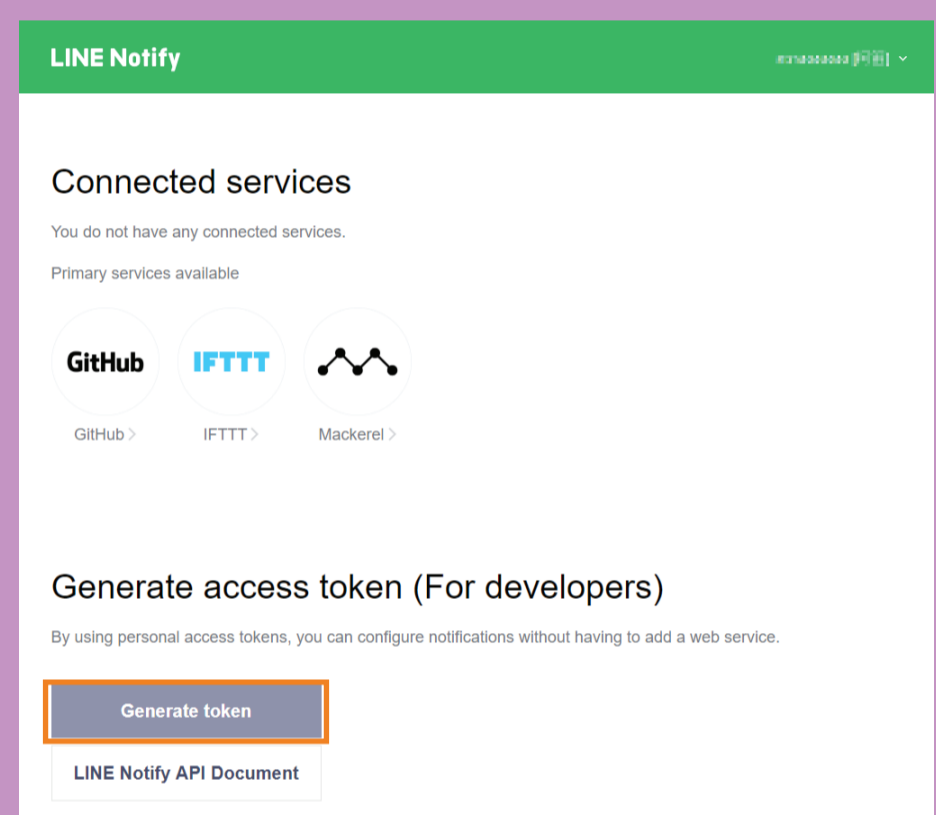 LINE Notify
Connected services
You do not have any connected services.
Primary services available
GitHub IFTTT
GitHub IFTTT Mackerel
Generate access token (For developers)
By using personal access tokens, you can configure notifications without having to add a web service.
Generate token
LINE Notify API Document